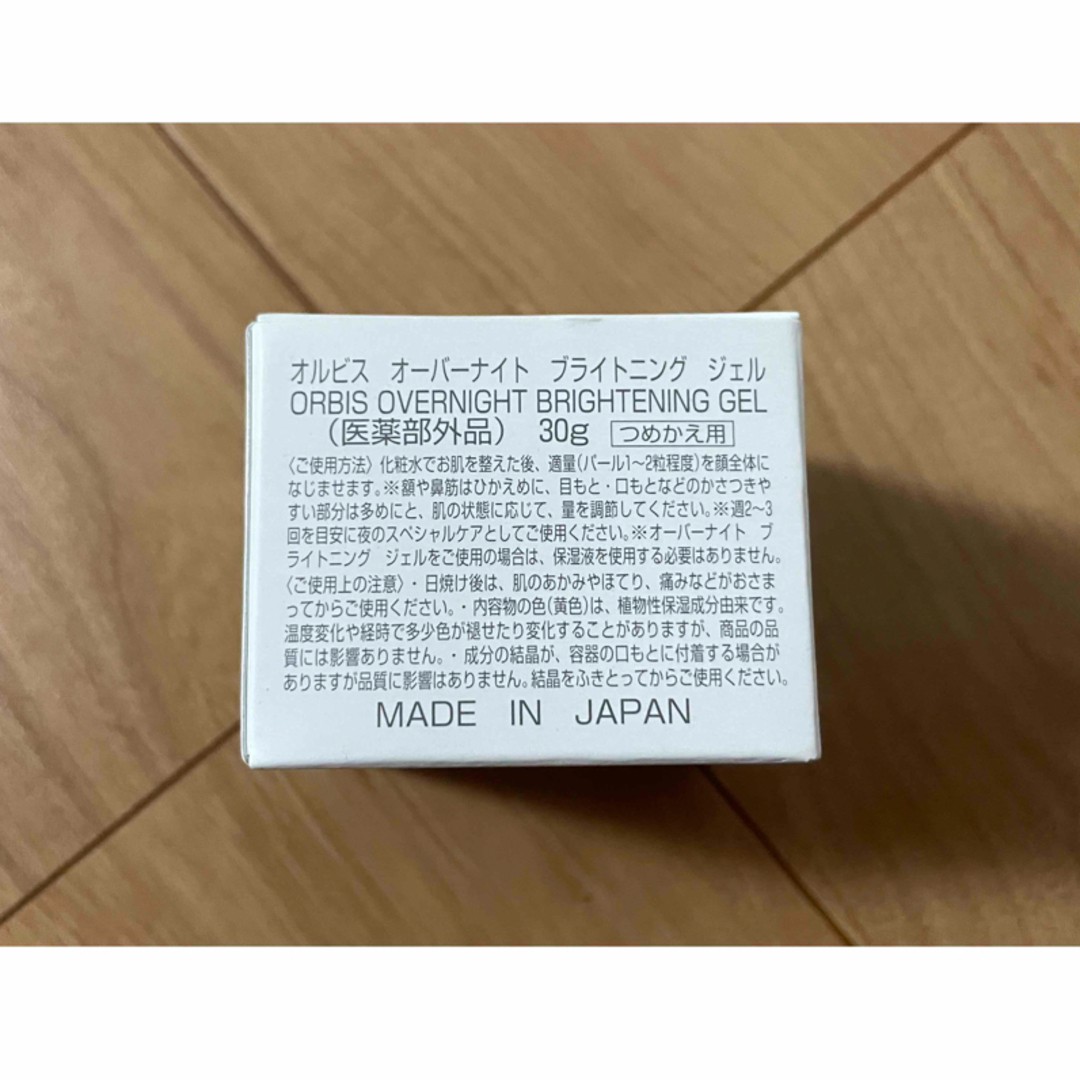 オルビス オーバーナイト ブライトニング ジェル
ORBIS OVERNIGHT BRIGHTENING GEL
(医薬部外品) 30g つめかえ用
〈ご使用方法〉化粧水でお肌を整えた後、適量(パール1～2粒程度)を顔全体に
なじませます。※額や鼻筋はひかえめに、目もと・口もとなどのかさつきや
すい部分は多めにと、肌の状態に応じて、量を調節してください。※週2～3
回を目安に夜のスペシャルケアとしてご使用ください。※オーバーナイト ブ
ライトニング ジェルをご使用の場合は、保湿液を使用する必要はありません。
〈ご使用上の注意〉・日焼け後は、肌のあかみやほてり、痛みなどがおさま
ってからご使用ください。・内容物の色(黄色)は、植物性保湿成分由来です。
温度変化や経時で多少色が褪せたり変化することがありますが、商品の品
質には影響ありません。・成分の結晶が、容器の口もとに付着する場合が
ありますが品質に影響はありません。結晶をふきとってからご使用ください。
MADE IN JAPAN